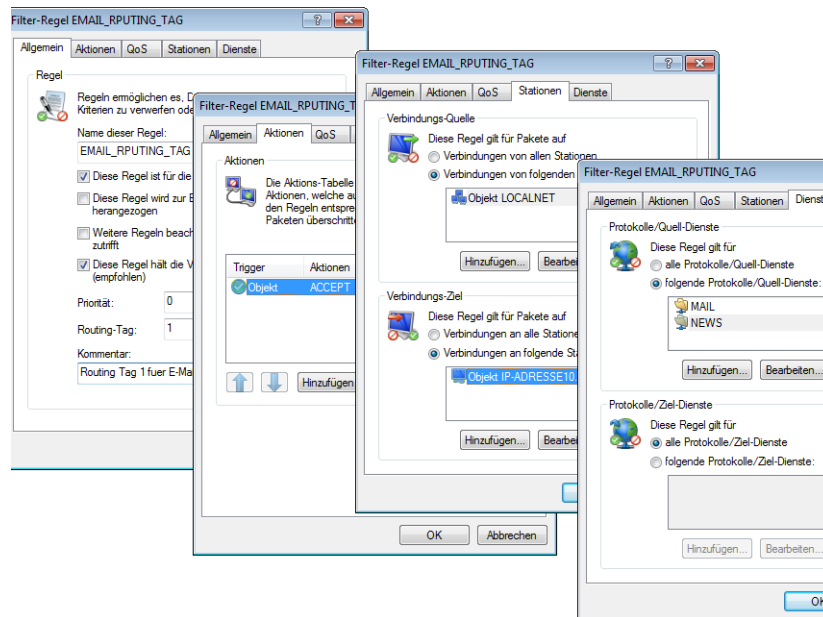 Filter-Regel EMAIL_RPUTING_TAG
Allgemein Aktionen QoS Stationen Dienste
Regel
Regeln ermöglichen es, D
Kriterien zu verwerfen ode
Name dieser Regel:
EMAIL_RPUTING_TAG
Diese Regel ist für die
Diese Regel wird zur
herangezogen
Weitere Regeln beach
zutrifft
Diese Regel hält die V
(empfohlen)
Priorität: 0
Routing-Tag: 1
Kommentar:
Routing Tag 1 fuer E-Ma
Filter-Regel EMAIL_RPUTING_T
Allgemein Aktionen QoS
Aktionen
Die Aktions-Tabelle
Aktionen, welche au
den Regeln entspre
Paketen überschritte
Trigger Aktionen
Objekt ACCEPT
Hinzufügen
OK Abbrechen
Filter-Regel EMAIL_RPUTING_TAG
Allgemein Aktionen QoS Stationen Dienste
Verbindungs-Quelle
Diese Regel gilt für Pakete auf
Verbindungen von allen Stationen
Verbindungen von folgenden
Objekt LOCALNET
Hinzufügen... Bearbei
Verbindungs-Ziel
Diese Regel gilt für Pakete auf
Verbindungen an alle Statione
Verbindungen an folgende St
Objekt IP-ADRESSE10.
Hinzufügen... Bearbei
Filter-Regel EMAIL_RPUTING_TAG
Allgemein Aktionen QoS Stationen Dienst
Protokolle/Quell-Dienste
Diese Regel gilt für
alle Protokolle/Quell-Dienste
folgende Protokolle/Quell-Dienste:
MAIL
NEWS
Hinzufügen... Bearbeiten...
Protokolle/Ziel-Dienste
Diese Regel gilt für
alle Protokolle/Ziel-Dienste
folgende Protokolle/Ziel-Dienste:
Hinzufügen... Bearbeiten...
OK